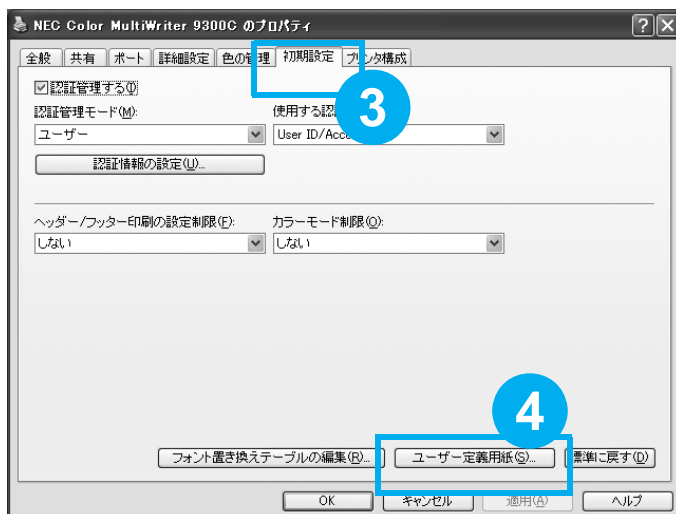 NEC Color MultiWriter 9300C のプロパティ
全般 共有 ポート 詳細設定 色の管理 初期設定 プリンタ構成
認証管理する(I)
認証管理モード(M): 使用する認
ユーザー User ID/Acco
認証情報の設定(U)...
3
ヘッダー/フッター印刷の設定制限(F): カラーモード制限(O):
しない しない
4
フォント置き換えテーブルの編集(R)... ユーザー定義用紙(S)... 標準に戻す(D)
OK キャンセル 適用(A) ヘルプ